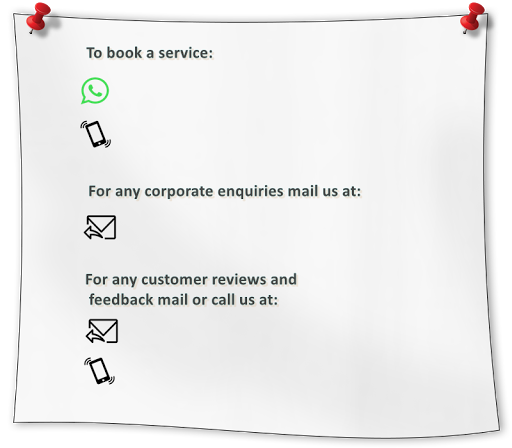 To book a service:
For any corporate enquiries mail us at:
For any customer reviews and
feedback mail or call us at: